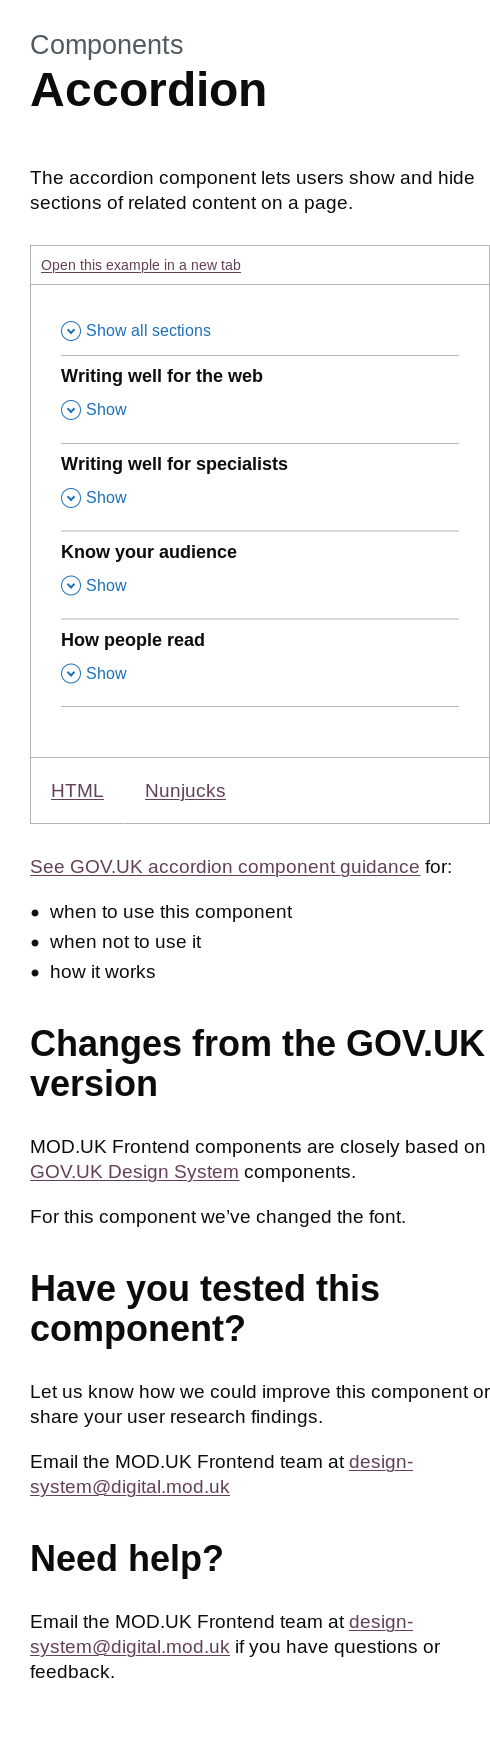 Components
Accordion
The accordion component lets users show and hide
sections of related content on a page.
Open this example in a new tab
Show all sections
Writing well for the web
Show
Writing well for specialists
Show
Know your audience
Show
How people read
Show
HTML Nunjucks
See GOV.UK accordion component guidance for:
• when to use this component
• when not to use it
• how it works
Changes from the GOV.UK
version
MOD.UK Frontend components are closely based on
GOV.UK Design System components.
For this component we’ve changed the font.
Have you tested this
component?
Let us know how we could improve this component or
share your user research findings.
Email the MOD.UK Frontend team at design-
system@digital.mod.uk
Need help?
Email the MOD.UK Frontend team at design-
system@digital.mod.uk if you have questions or
feedback.